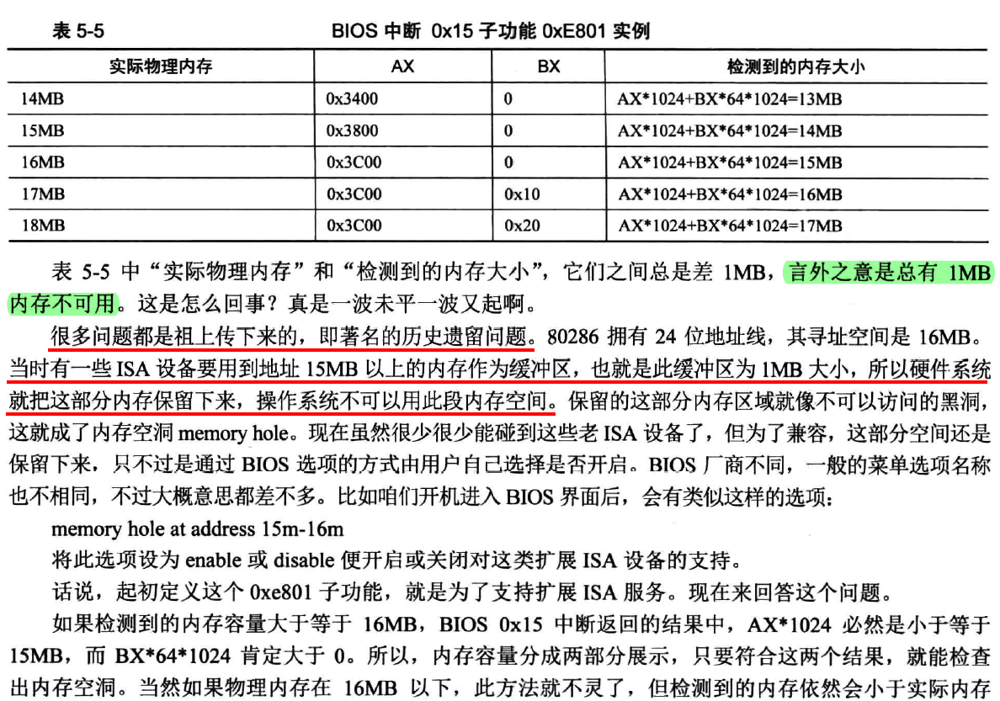 表 5-5 BIOS 中断 0x15 子功能 0xE801 实例
实际物理内存 AX BX 检测到的内存大小
14MB 0x3400 0 AX*1024+BX*64*1024=13MB
15MB 0x3800 0 AX*1024+BX*64*1024=14MB
16MB 0x3C00 0 AX*1024+BX*64*1024=15MB
17MB 0x3C00 0x10 AX*1024+BX*64*1024=16MB
18MB 0x3C00 0x20 AX*1024+BX*64*1024=17MB
表 5-5 中“实际物理内存”和“检测到的内存大小”，它们之间总是差 1MB，言外之意是总有 1MB
内存不可用。这是怎么回事？真是一波未平一波又起啊。
很多问题都是祖上传下来的，即著名的历史遗留问题。80286 拥有 24 位地址线，其寻址空间是 16MB。
当时有一些 ISA 设备要用到地址 15MB 以上的内存作为缓冲区，也就是此缓冲区为 1MB 大小，所以硬件系统
就把这部分内存保留下来，操作系统不可以用此段内存空间。保留的这部分内存区域就像不可以访问的黑洞，
这就成了内存空洞 memory hole。现在虽然很少很少能碰到这些老 ISA 设备了，但为了兼容，这部分空间还是
保留下来，只不过是通过 BIOS 选项的方式由用户自己选择是否开启。BIOS 厂商不同，一般的菜单选项名称
也不相同，不过大概意思都差不多。比如咱们开机进入 BIOS 界面后，会有类似这样的选项：
memory hole at address 15m-16m
将此选项设为 enable 或 disable 便开启或关闭对这类扩展 ISA 设备的支持。
话说，起初定义这个 0xe801 子功能，就是为了支持扩展 ISA 服务。现在来回答这个问题。
如果检测到的内存容量大于等于 16MB，BIOS 0x15 中断返回的结果中，AX*1024 必然是小于等于
15MB，而 BX*64*1024 肯定大于 0。所以，内存容量分成两部分展示，只要符合这两个结果，就能检查
出内存空洞。当然如果物理内存在 16MB 以下，此方法就不灵了，但检测到的内存依然会小于实际内存